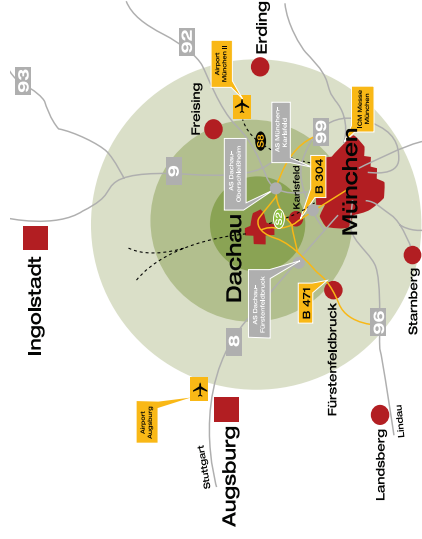 93
92
Erding
Airport
München II
Freising
S8
AS München-
Karlsfeld
99
ICM Messe
München
9
AS Dachau-
Oberschleißheim
B 304
Karlsfeld
München
S2
Dachau
Ingolstadt
AS Dachau-
Fürstenfeldbruck
B 471
Fürstenfeldbruck
8
96
Starnberg
Airport
Augsburg
Stuttgart
Augsburg
Landsberg
Lindau